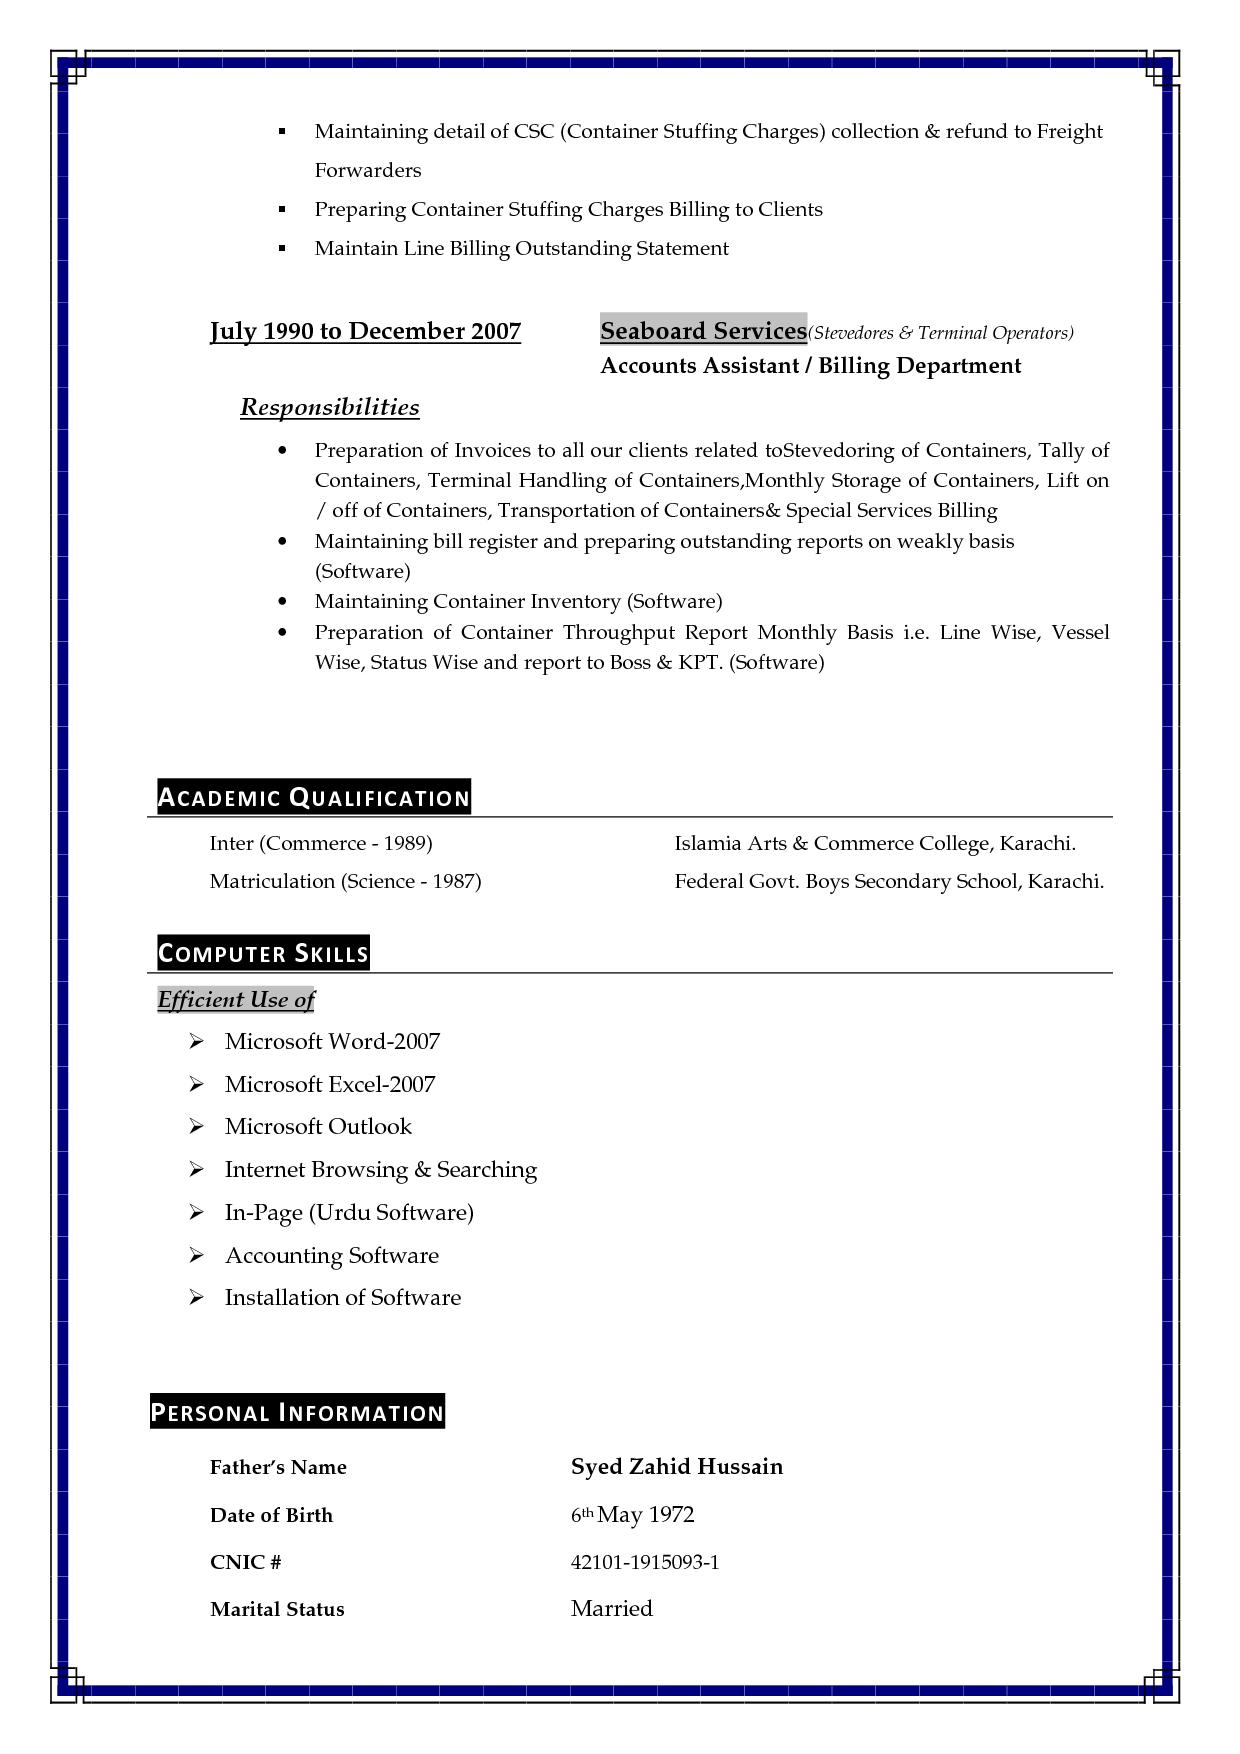 ▪ Maintaining detail of CSC (Container Stuffing Charges) collection & refund to Freight
Forwarders
▪ Preparing Container Stuffing Charges Billing to Clients
▪ Maintain Line Billing Outstanding Statement
July 1990 to December 2007 Seaboard Services(Stevedores & Terminal Operators)
Accounts Assistant / Billing Department
Responsibilities
• Preparation of Invoices to all our clients related toStevedoring of Containers, Tally of
Containers, Terminal Handling of Containers,Monthly Storage of Containers, Lift on
/ off of Containers, Transportation of Containers& Special Services Billing
• Maintaining bill register and preparing outstanding reports on weakly basis
(Software)
• Maintaining Container Inventory (Software)
• Preparation of Container Throughput Report Monthly Basis i.e. Line Wise, Vessel
Wise, Status Wise and report to Boss & KPT. (Software)
ACADEMIC QUALIFICATION
Inter (Commerce - 1989) Islamia Arts & Commerce College, Karachi.
Matriculation (Science - 1987) Federal Govt. Boys Secondary School, Karachi.
COMPUTER SKILLS
Efficient Use of
➢ Microsoft Word-2007
➢ Microsoft Excel-2007
➢ Microsoft Outlook
➢ Internet Browsing & Searching
➢ In-Page (Urdu Software)
➢ Accounting Software
➢ Installation of Software
PERSONAL INFORMATION
Father's Name Syed Zahid Hussain
Date of Birth 6th May 1972
CNIC # 42101-1915093-1
Marital Status Married